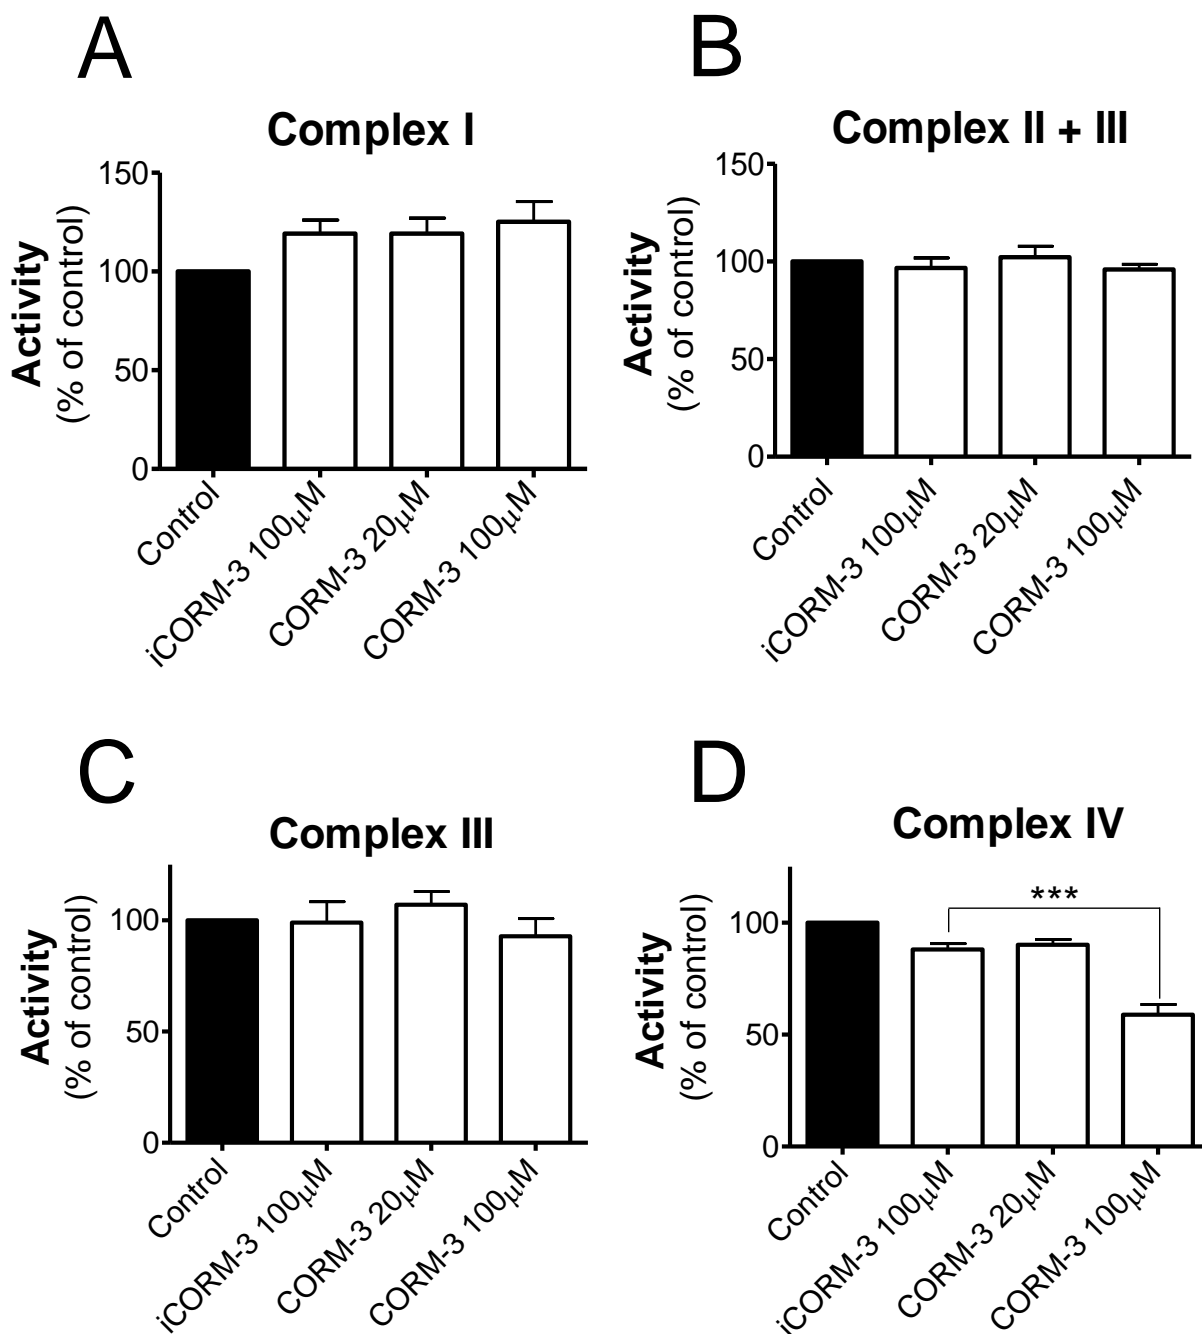 A
Complex I
Activity
(% of control)
150
100
50
0
Control
iCORM-3 100μM
CORM-3 20μM
CORM-3 100μM
B
Complex II + III
Activity
(% of control)
150
100
50
0
Control
iCORM-3 100μM
CORM-3 20μM
CORM-3 100μM
C
Complex III
Activity
(% of control)
100
50
0
Control
iCORM-3 100μM
CORM-3 20μM
CORM-3 100μM
D
Complex IV
Activity
(% of control)
100
50
0
***
Control
iCORM-3 100μM
CORM-3 20μM
CORM-3 100μM